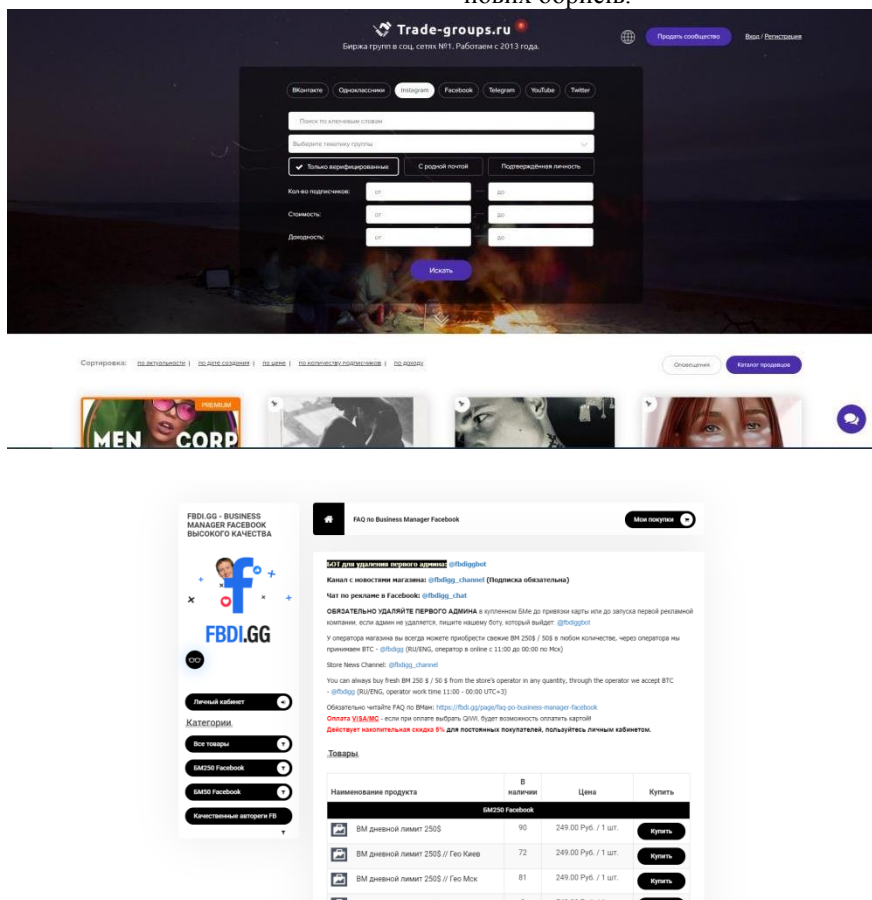 нових обріїв.
Trade-groups.ru
Биржа групп в соц. сетях №1. Работаем с 2013 года.
Продать сообщество
Вход / Регистрация
ВКонтакте Одноклассники Instagram Facebook Telegram YouTube Twitter
Поиск по ключевым словам
Выберите тематику группы
Только верифицированные С родной почтой Подтверждённая личность
Кол-во подписчиков: от — до
Стоимость: от — до
Доходность: от — до
Искать
Сортировка: по актуальности | по дате создания | по цене | по количеству подписчиков | по доходу
Оповещения Каталог продавцов
PREMIUM
MEN CORP
FBDI.GG - BUSINESS
MANAGER FACEBOOK
ВЫСОКОГО КАЧЕСТВА
FBDI.GG
Личный кабинет
Категории
Все товары
БМ250 Facebook
БМ50 Facebook
Качественные автореги FB
FAQ по Business Manager Facebook
Мои покупки
БОТ для удаления первого админа: @fbdiggbot
Канал с новостями магазина: @fbdigg_channel (Подписка обязательна)
Чат по рекламе в Facebook: @fbdigg_chat
ОБЯЗАТЕЛЬНО УДАЛЯЙТЕ ПЕРВОГО АДМИНА в купленном БМе до привязки карты или до запуска первой рекламной
компании, если админ не удаляется, пишите нашему боту, который выйдет: @fbdiggbot
У оператора магазина вы всегда можете приобрести свежие BM 250$ / 50$ в любом количестве, через оператора мы
принимаем BTC - @fbdigg (RU/ENG, оператор в online с 11:00 до 00:00 по Мск)
Store News Channel: @fbdigg_channel
You can always buy fresh BM 250 $ / 50 $ from the store's operator in any quantity, through the operator we accept BTC
- @fbdigg (RU/ENG, operator work time 11:00 - 00:00 UTC+3)
Обязательно читайте FAQ по ВМам: https://fbdi.gg/page/faq-po-business-manager-facebook
Оплата VISA/MC - если при оплате выбрать QIWI, будет возможность оплатить картой!
Действует накопительная скидка 5% для постоянных покупателей, пользуйтесь личным кабинетом.
Товары
Наименование продукта В наличии Цена Купить
БМ250 Facebook
BM дневной лимит 250$ 90 249.00 Руб. / 1 шт. Купить
BM дневной лимит 250$ // Гео Киев 72 249.00 Руб. / 1 шт. Купить
BM дневной лимит 250$ // Гео Мск 81 249.00 Руб. / 1 шт. Купить